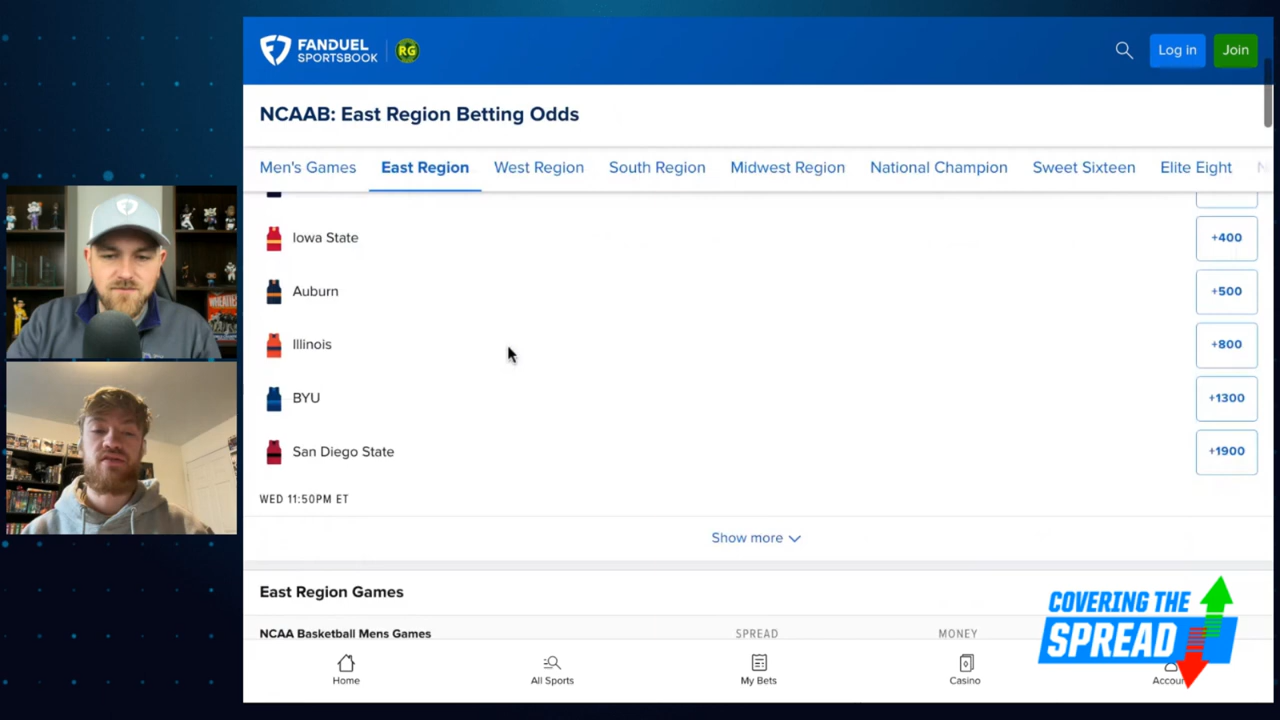 FANDUEL
SPORTSBOOK
RG
Log in
Join
NCAAB: East Region Betting Odds
Men's Games East Region West Region South Region Midwest Region National Champion Sweet Sixteen Elite Eight
Iowa State +400
Auburn +500
Illinois +800
BYU +1300
San Diego State +1900
WED 11:50PM ET
Show more
East Region Games
NCAA Basketball Mens Games SPREAD MONEY
Home All Sports My Bets Casino
COVERING THE
SPREAD
WHEATIES